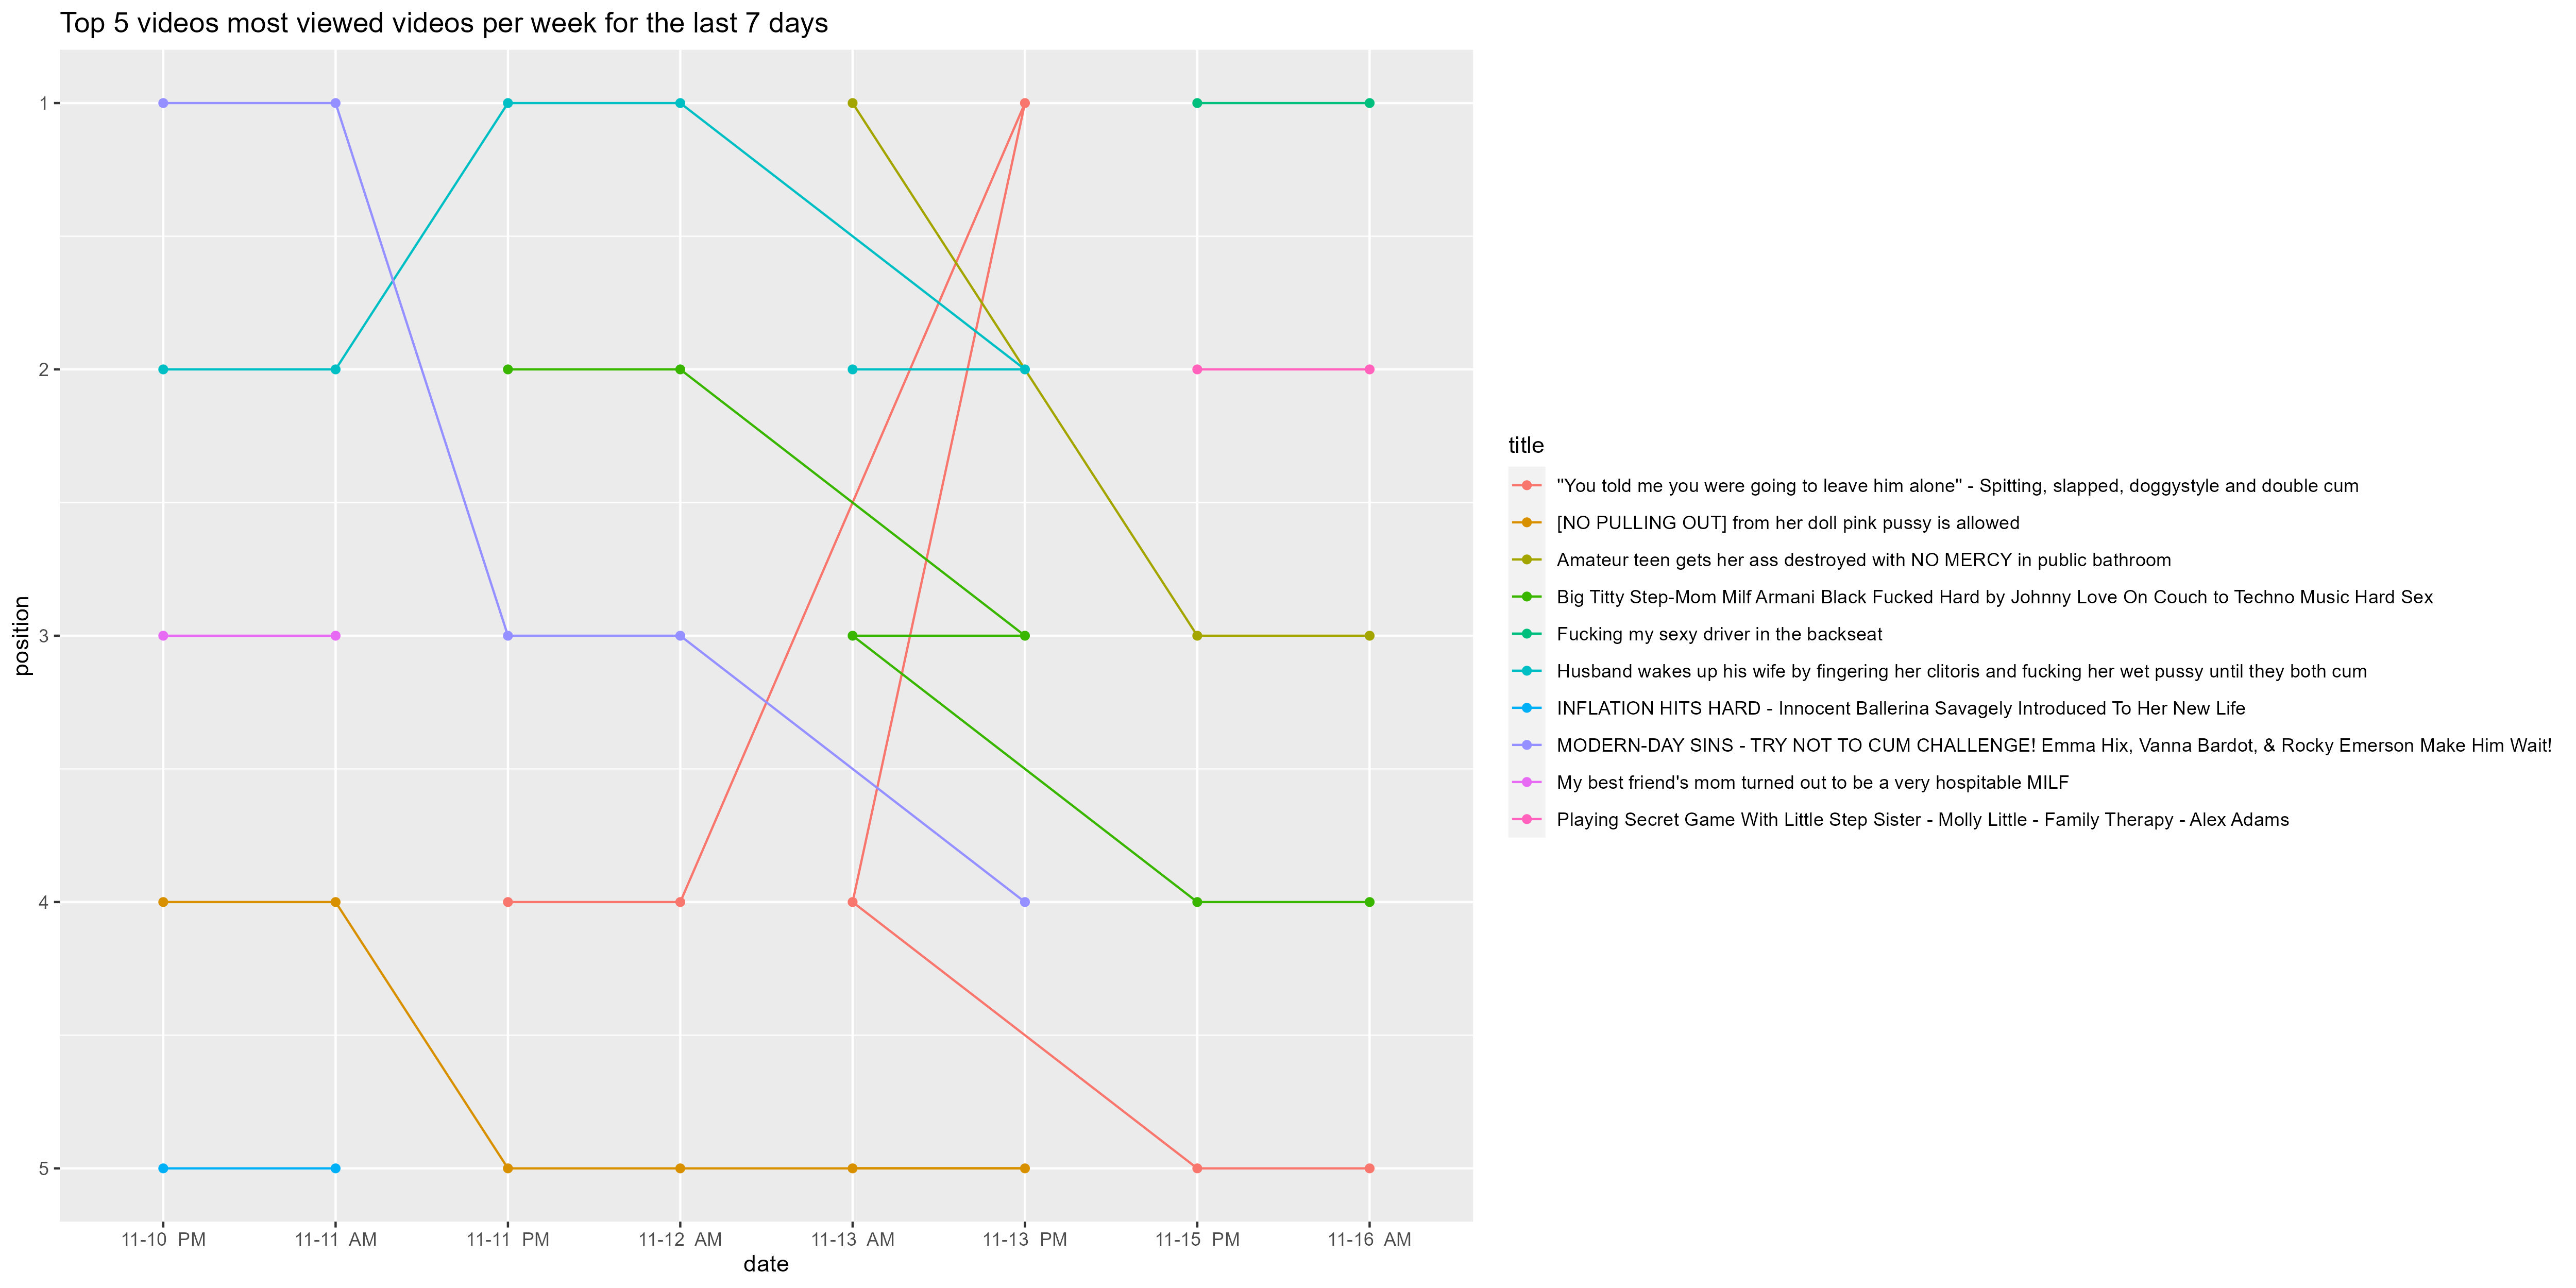 Top 5 videos most viewed videos per week for the last 7 days
position
1
2
3
4
5
11-10 PM
11-11 AM
11-11 PM
11-12 AM
11-13 AM
11-13 PM
11-15 PM
11-16 AM
date
title
"You told me you were going to leave him alone" - Spitting, slapped, doggystyle and double cum
[NO PULLING OUT] from her doll pink pussy is allowed
Amateur teen gets her ass destroyed with NO MERCY in public bathroom
Big Titty Step-Mom Milf Armani Black Fucked Hard by Johnny Love On Couch to Techno Music Hard Sex
Fucking my sexy driver in the backseat
Husband wakes up his wife by fingering her clitoris and fucking her wet pussy until they both cum
INFLATION HITS HARD - Innocent Ballerina Savagely Introduced To Her New Life
MODERN-DAY SINS - TRY NOT TO CUM CHALLENGE! Emma Hix, Vanna Bardot, & Rocky Emerson Make Him Wait!
My best friend's mom turned out to be a very hospitable MILF
Playing Secret Game With Little Step Sister - Molly Little - Family Therapy - Alex Adams